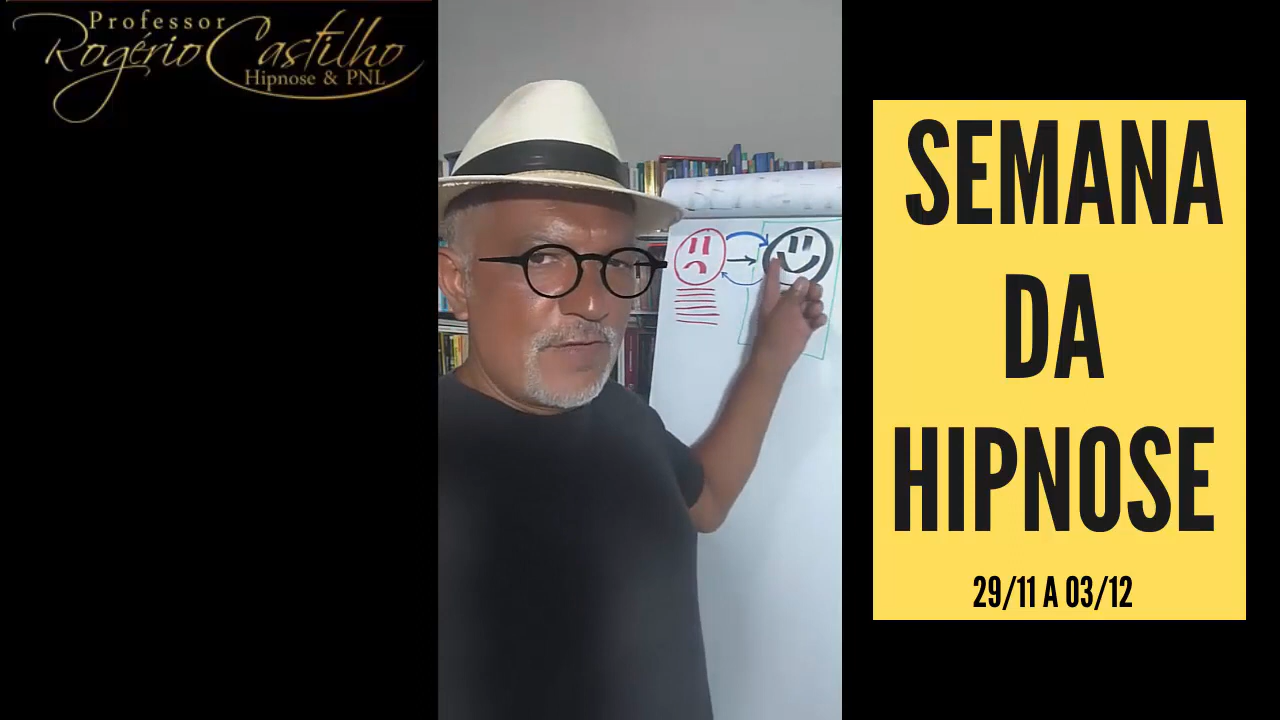 Professor
Rogério Castilho
Hipnose & PNL
SEMANA
DA
HIPNOSE
29/11 A 03/12